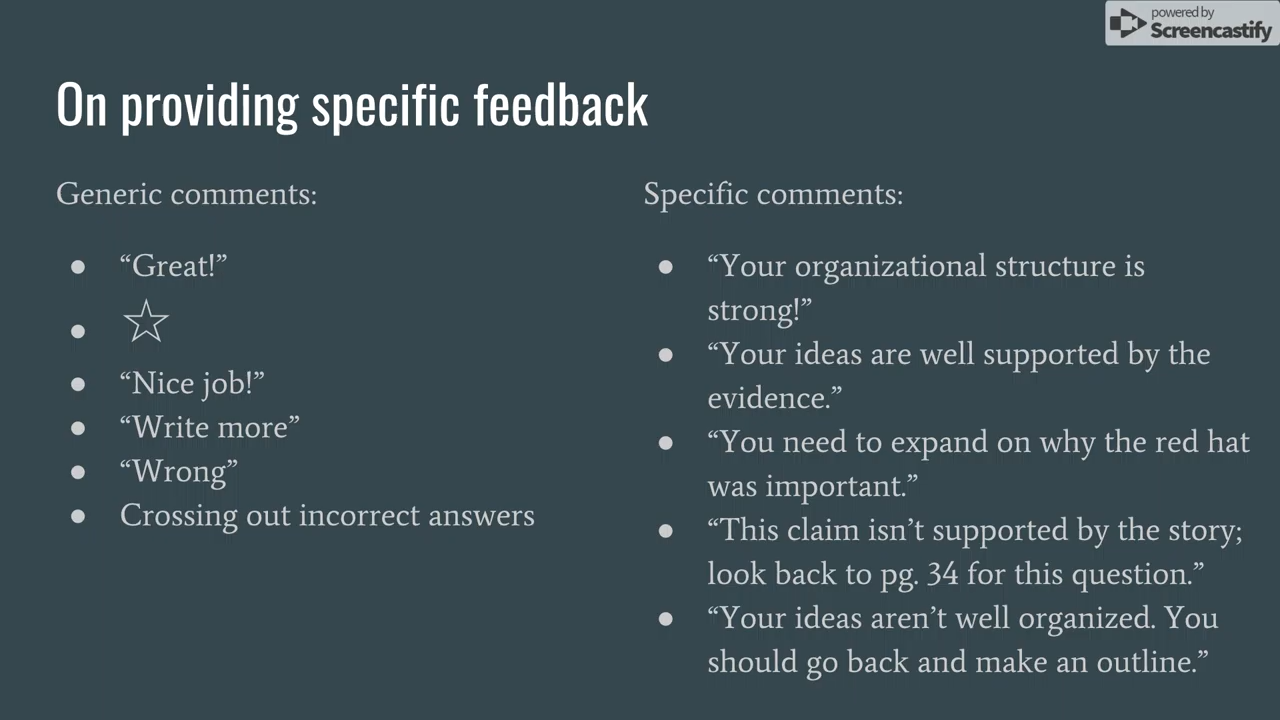 powered by
Screencastify
On providing specific feedback
Generic comments:
● “Great!”
● ☆
● “Nice job!”
● “Write more”
● “Wrong”
● Crossing out incorrect answers
Specific comments:
● “Your organizational structure is
strong!”
● “Your ideas are well supported by the
evidence.”
● “You need to expand on why the red hat
was important.”
● “This claim isn’t supported by the story;
look back to pg. 34 for this question.”
● “Your ideas aren’t well organized. You
should go back and make an outline.”